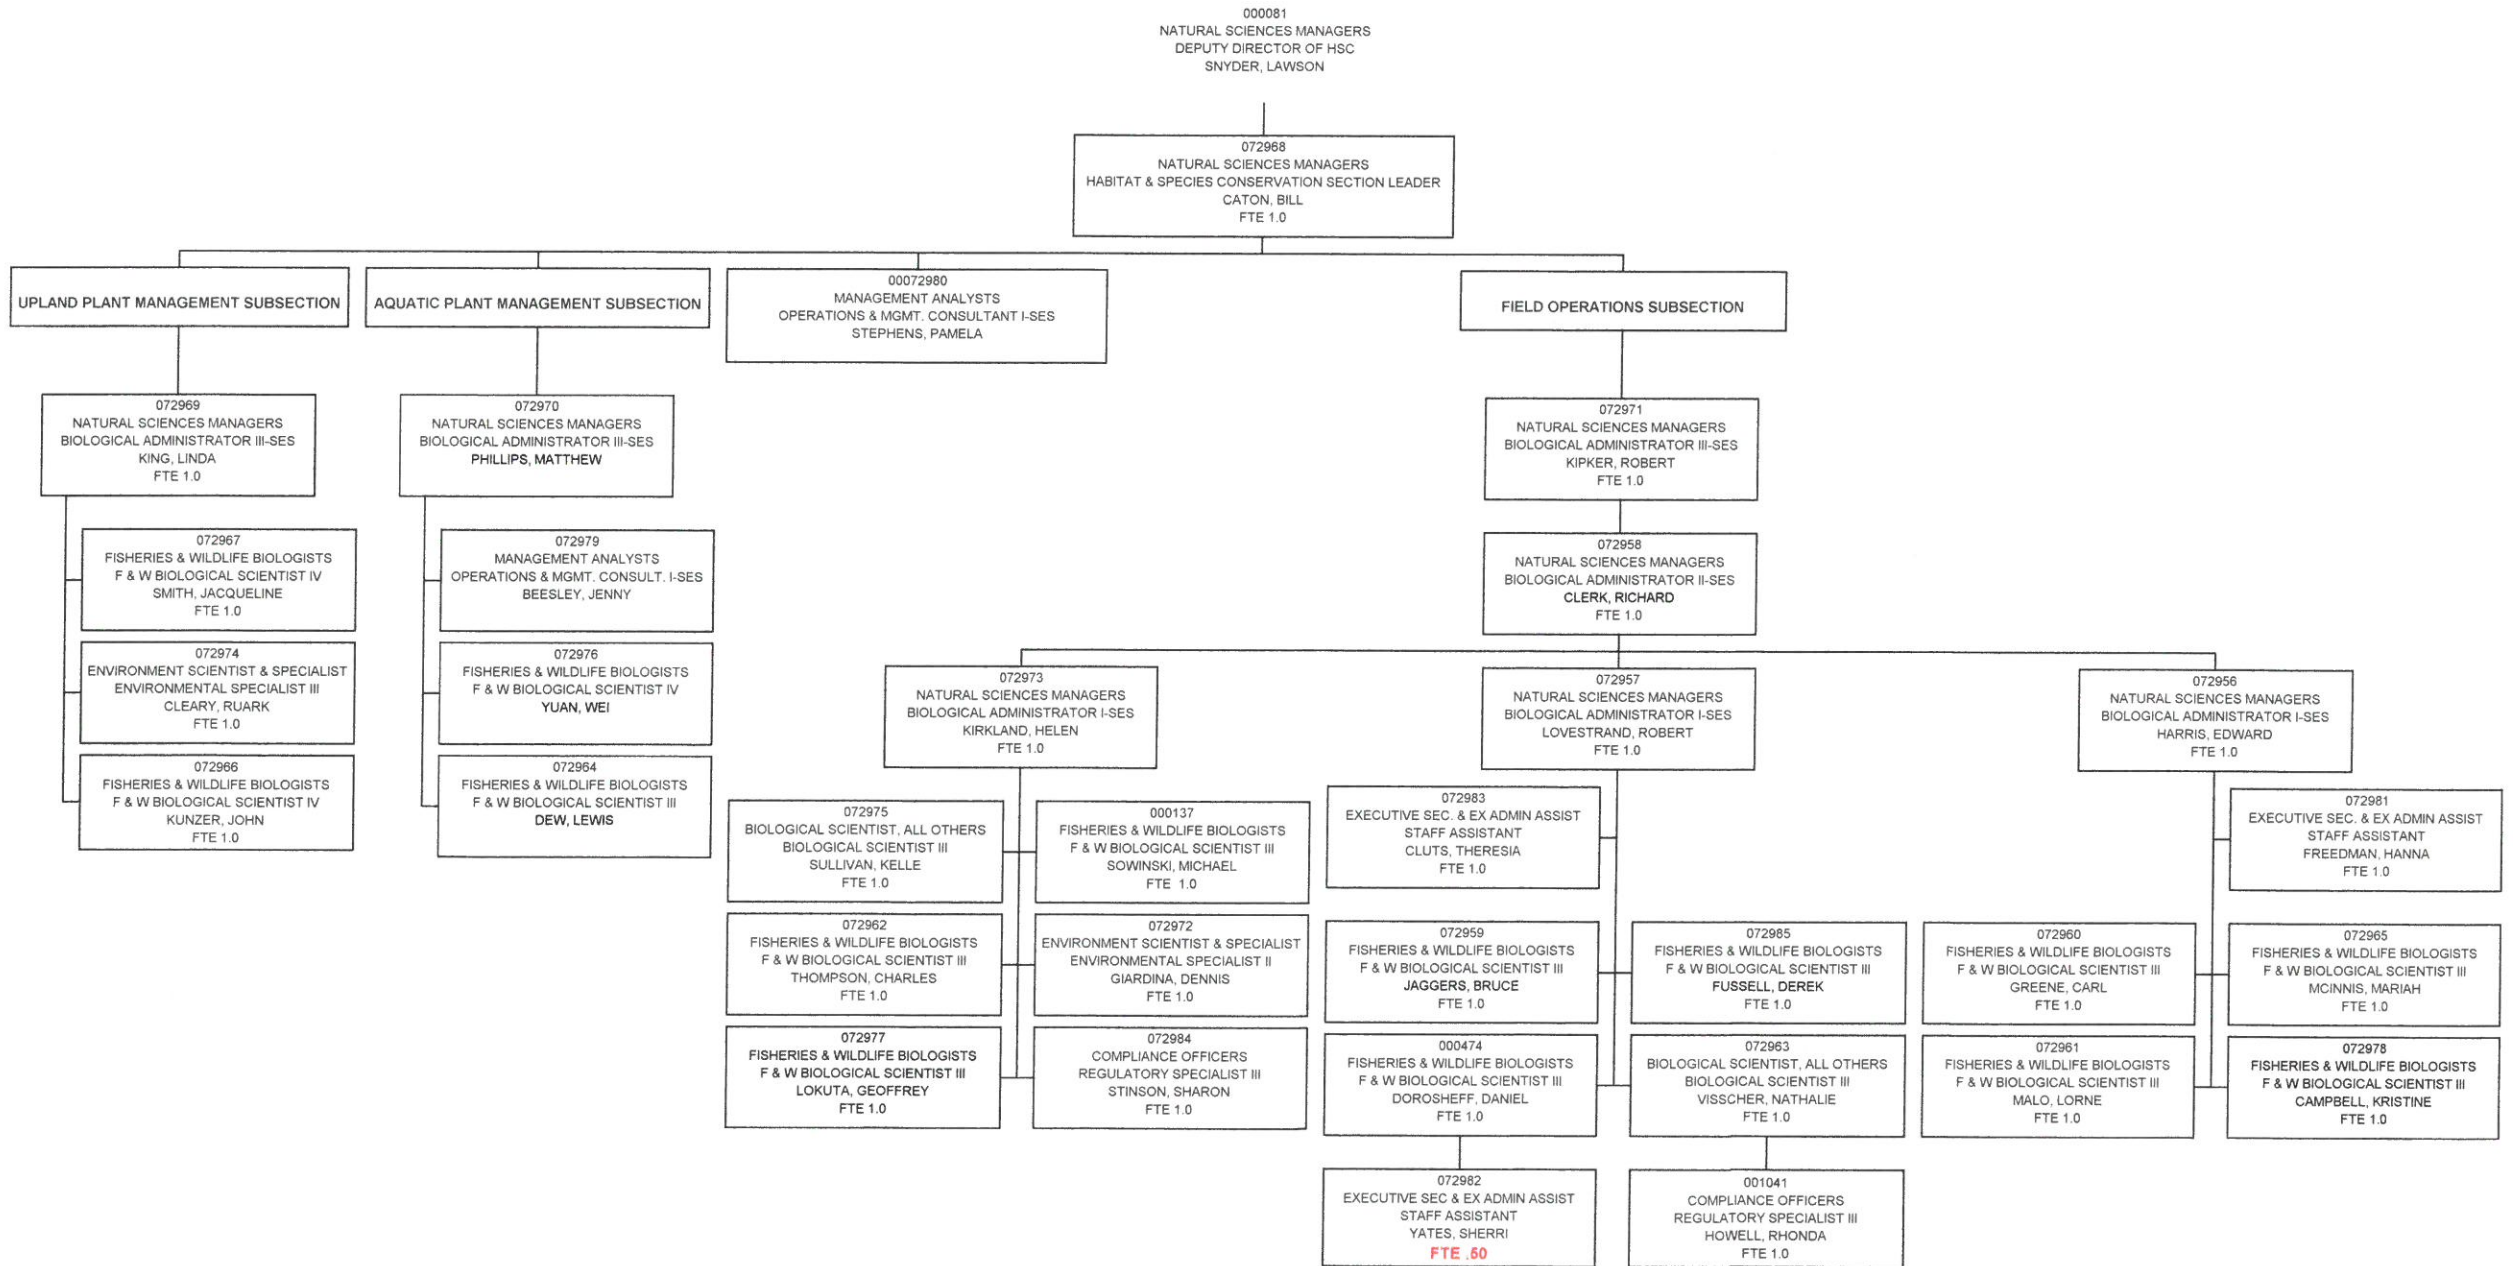 000081
NATURAL SCIENCES MANAGERS
DEPUTY DIRECTOR OF HSC
SNYDER, LAWSON
072968
NATURAL SCIENCES MANAGERS
HABITAT & SPECIES CONSERVATION SECTION LEADER
CATON, BILL
FTE 1.0
UPLAND PLANT MANAGEMENT SUBSECTION
AQUATIC PLANT MANAGEMENT SUBSECTION
00072980
MANAGEMENT ANALYSTS
OPERATIONS & MGMT. CONSULTANT I-SES
STEPHENS, PAMELA
FIELD OPERATIONS SUBSECTION
072969
NATURAL SCIENCES MANAGERS
BIOLOGICAL ADMINISTRATOR III-SES
KING, LINDA
FTE 1.0
072970
NATURAL SCIENCES MANAGERS
BIOLOGICAL ADMINISTRATOR III-SES
PHILLIPS, MATTHEW
072971
NATURAL SCIENCES MANAGERS
BIOLOGICAL ADMINISTRATOR III-SES
KIPKER, ROBERT
FTE 1.0
072967
FISHERIES & WILDLIFE BIOLOGISTS
F & W BIOLOGICAL SCIENTIST IV
SMITH, JACQUELINE
FTE 1.0
072979
MANAGEMENT ANALYSTS
OPERATIONS & MGMT. CONSULT. I-SES
BEESLEY, JENNY
072958
NATURAL SCIENCES MANAGERS
BIOLOGICAL ADMINISTRATOR II-SES
CLERK, RICHARD
FTE 1.0
072974
ENVIRONMENT SCIENTIST & SPECIALIST
ENVIRONMENTAL SPECIALIST III
CLEARY, RUARK
FTE 1.0
072976
FISHERIES & WILDLIFE BIOLOGISTS
F & W BIOLOGICAL SCIENTIST IV
YUAN, WEI
072973
NATURAL SCIENCES MANAGERS
BIOLOGICAL ADMINISTRATOR I-SES
KIRKLAND, HELEN
FTE 1.0
072957
NATURAL SCIENCES MANAGERS
BIOLOGICAL ADMINISTRATOR I-SES
LOVESTRAND, ROBERT
FTE 1.0
072956
NATURAL SCIENCES MANAGERS
BIOLOGICAL ADMINISTRATOR I-SES
HARRIS, EDWARD
FTE 1.0
072966
FISHERIES & WILDLIFE BIOLOGISTS
F & W BIOLOGICAL SCIENTIST IV
KUNZER, JOHN
FTE 1.0
072964
FISHERIES & WILDLIFE BIOLOGISTS
F & W BIOLOGICAL SCIENTIST III
DEW, LEWIS
072975
BIOLOGICAL SCIENTIST, ALL OTHERS
BIOLOGICAL SCIENTIST III
SULLIVAN, KELLE
FTE 1.0
000137
FISHERIES & WILDLIFE BIOLOGISTS
F & W BIOLOGICAL SCIENTIST III
SOWINSKI, MICHAEL
FTE 1.0
072983
EXECUTIVE SEC. & EX ADMIN ASSIST
STAFF ASSISTANT
CLUTS, THERESIA
FTE 1.0
072981
EXECUTIVE SEC. & EX ADMIN ASSIST
STAFF ASSISTANT
FREEDMAN, HANNA
FTE 1.0
072962
FISHERIES & WILDLIFE BIOLOGISTS
F & W BIOLOGICAL SCIENTIST III
THOMPSON, CHARLES
FTE 1.0
072972
ENVIRONMENT SCIENTIST & SPECIALIST
ENVIRONMENTAL SPECIALIST II
GIARDINA, DENNIS
FTE 1.0
072959
FISHERIES & WILDLIFE BIOLOGISTS
F & W BIOLOGICAL SCIENTIST III
JAGGERS, BRUCE
FTE 1.0
072985
FISHERIES & WILDLIFE BIOLOGISTS
F & W BIOLOGICAL SCIENTIST III
FUSSELL, DEREK
FTE 1.0
072960
FISHERIES & WILDLIFE BIOLOGISTS
F & W BIOLOGICAL SCIENTIST III
GREENE, CARL
FTE 1.0
072965
FISHERIES & WILDLIFE BIOLOGISTS
F & W BIOLOGICAL SCIENTIST III
MCINNIS, MARIAH
FTE 1.0
072977
FISHERIES & WILDLIFE BIOLOGISTS
F & W BIOLOGICAL SCIENTIST III
LOKUTA, GEOFFREY
FTE 1.0
072984
COMPLIANCE OFFICERS
REGULATORY SPECIALIST III
STINSON, SHARON
FTE 1.0
000474
FISHERIES & WILDLIFE BIOLOGISTS
F & W BIOLOGICAL SCIENTIST III
DOROSHEFF, DANIEL
FTE 1.0
072963
BIOLOGICAL SCIENTIST, ALL OTHERS
BIOLOGICAL SCIENTIST III
VISSCHER, NATHALIE
FTE 1.0
072961
FISHERIES & WILDLIFE BIOLOGISTS
F & W BIOLOGICAL SCIENTIST III
MALO, LORNE
FTE 1.0
072978
FISHERIES & WILDLIFE BIOLOGISTS
F & W BIOLOGICAL SCIENTIST III
CAMPBELL, KRISTINE
FTE 1.0
072982
EXECUTIVE SEC & EX ADMIN ASSIST
STAFF ASSISTANT
YATES, SHERRI
FTE .50
001041
COMPLIANCE OFFICERS
REGULATORY SPECIALIST III
HOWELL, RHONDA
FTE 1.0